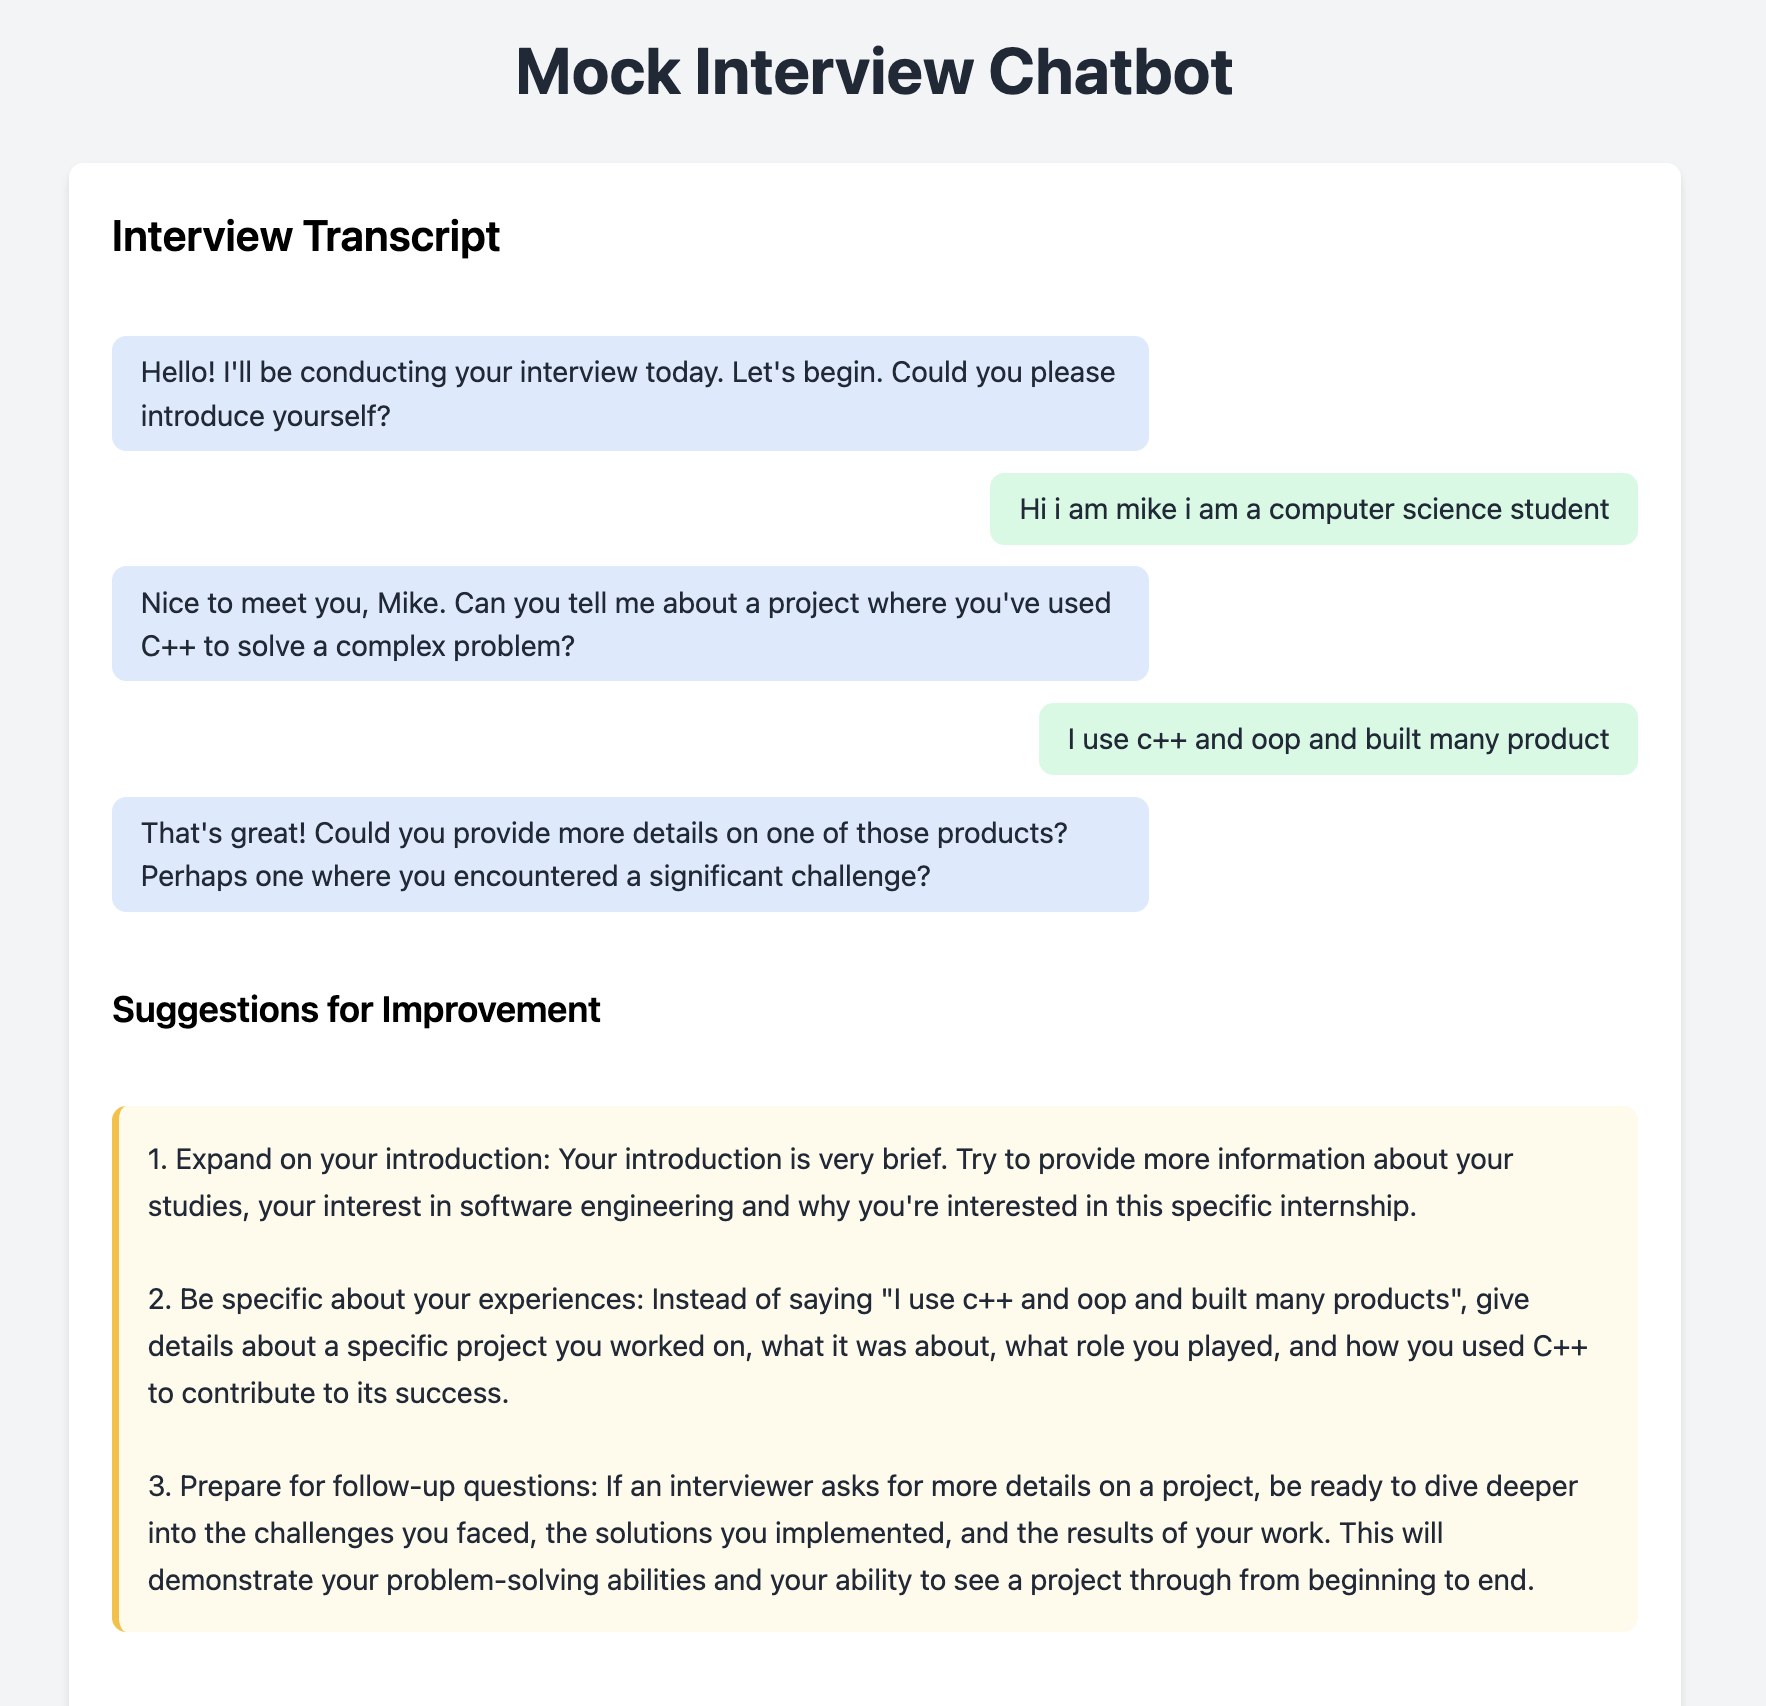 Mock Interview Chatbot
Interview Transcript
Hello! I'll be conducting your interview today. Let's begin. Could you please
introduce yourself?
Hi i am mike i am a computer science student
Nice to meet you, Mike. Can you tell me about a project where you've used
C++ to solve a complex problem?
I use c++ and oop and built many product
That's great! Could you provide more details on one of those products?
Perhaps one where you encountered a significant challenge?
Suggestions for Improvement
1. Expand on your introduction: Your introduction is very brief. Try to provide more information about your
studies, your interest in software engineering and why you're interested in this specific internship.
2. Be specific about your experiences: Instead of saying "I use c++ and oop and built many products", give
details about a specific project you worked on, what it was about, what role you played, and how you used C++
to contribute to its success.
3. Prepare for follow-up questions: If an interviewer asks for more details on a project, be ready to dive deeper
into the challenges you faced, the solutions you implemented, and the results of your work. This will
demonstrate your problem-solving abilities and your ability to see a project through from beginning to end.